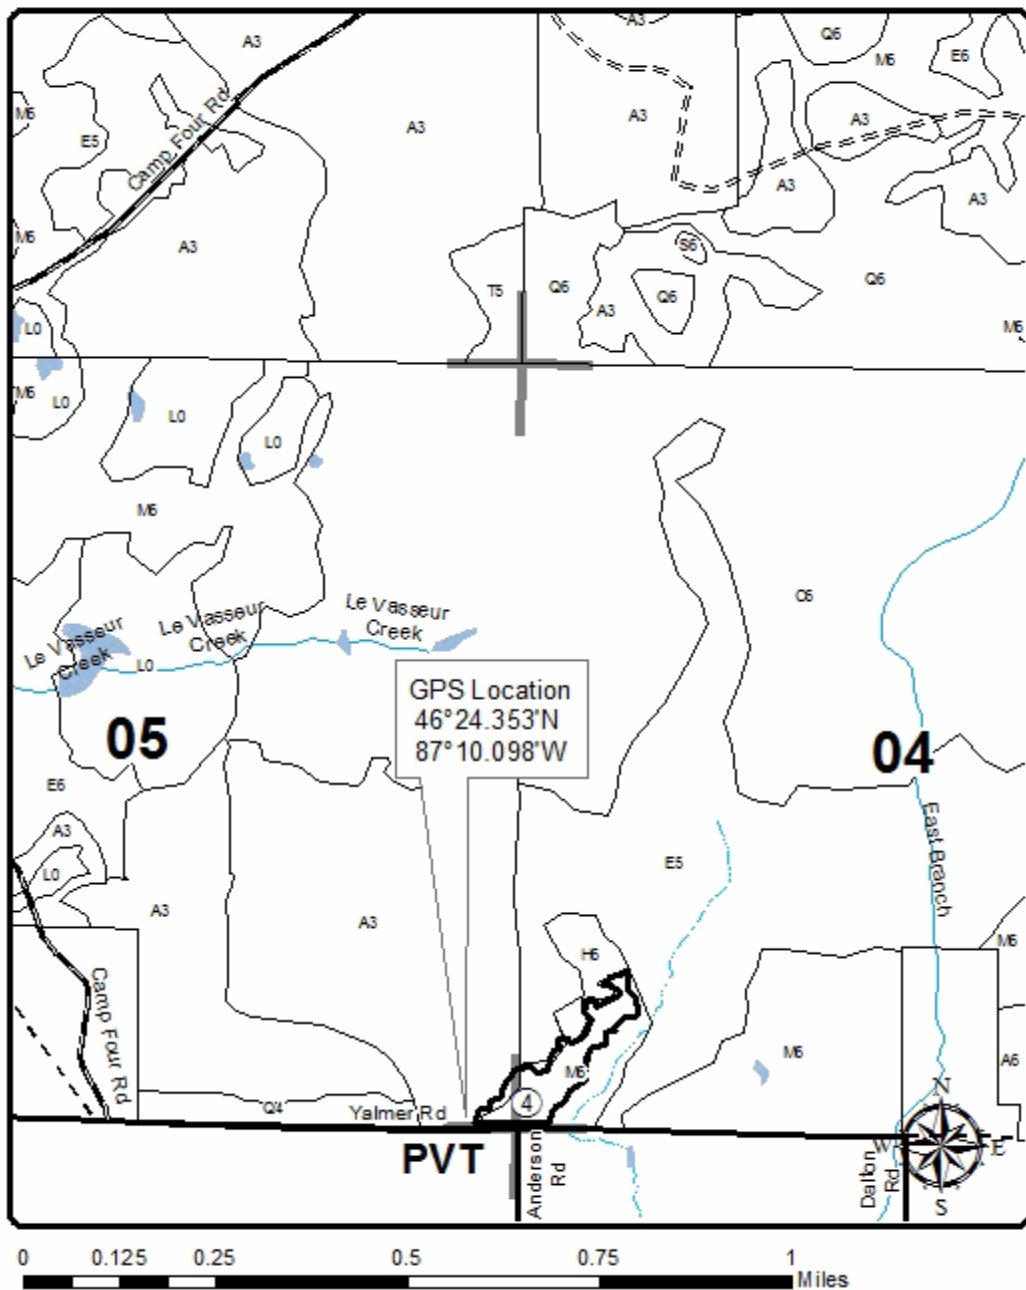 A3
A3
Q6
M6
E6
M6
E5
Camp Four Rd
A3
A3
A3
A3
A3
M6
A3
S6
Q6
T5
Q6
Q6
A3
L0
M6
M6
L0
L0
L0
M6
Le Vasseur
Creek
Le Vasseur
Creek
Le Vasseur
Creek
L0
GPS Location
46°24.353'N
87°10.098'W
05
04
E6
A3
L0
A3
A3
E5
East Branch
H6
M6
M6
M6
A6
Camp Four Rd
Q4
Yalmer Rd
4
PVT
Anderson
Rd
Dalton
Rd
N
W
E
S
0
0.125
0.25
0.5
0.75
1
Miles